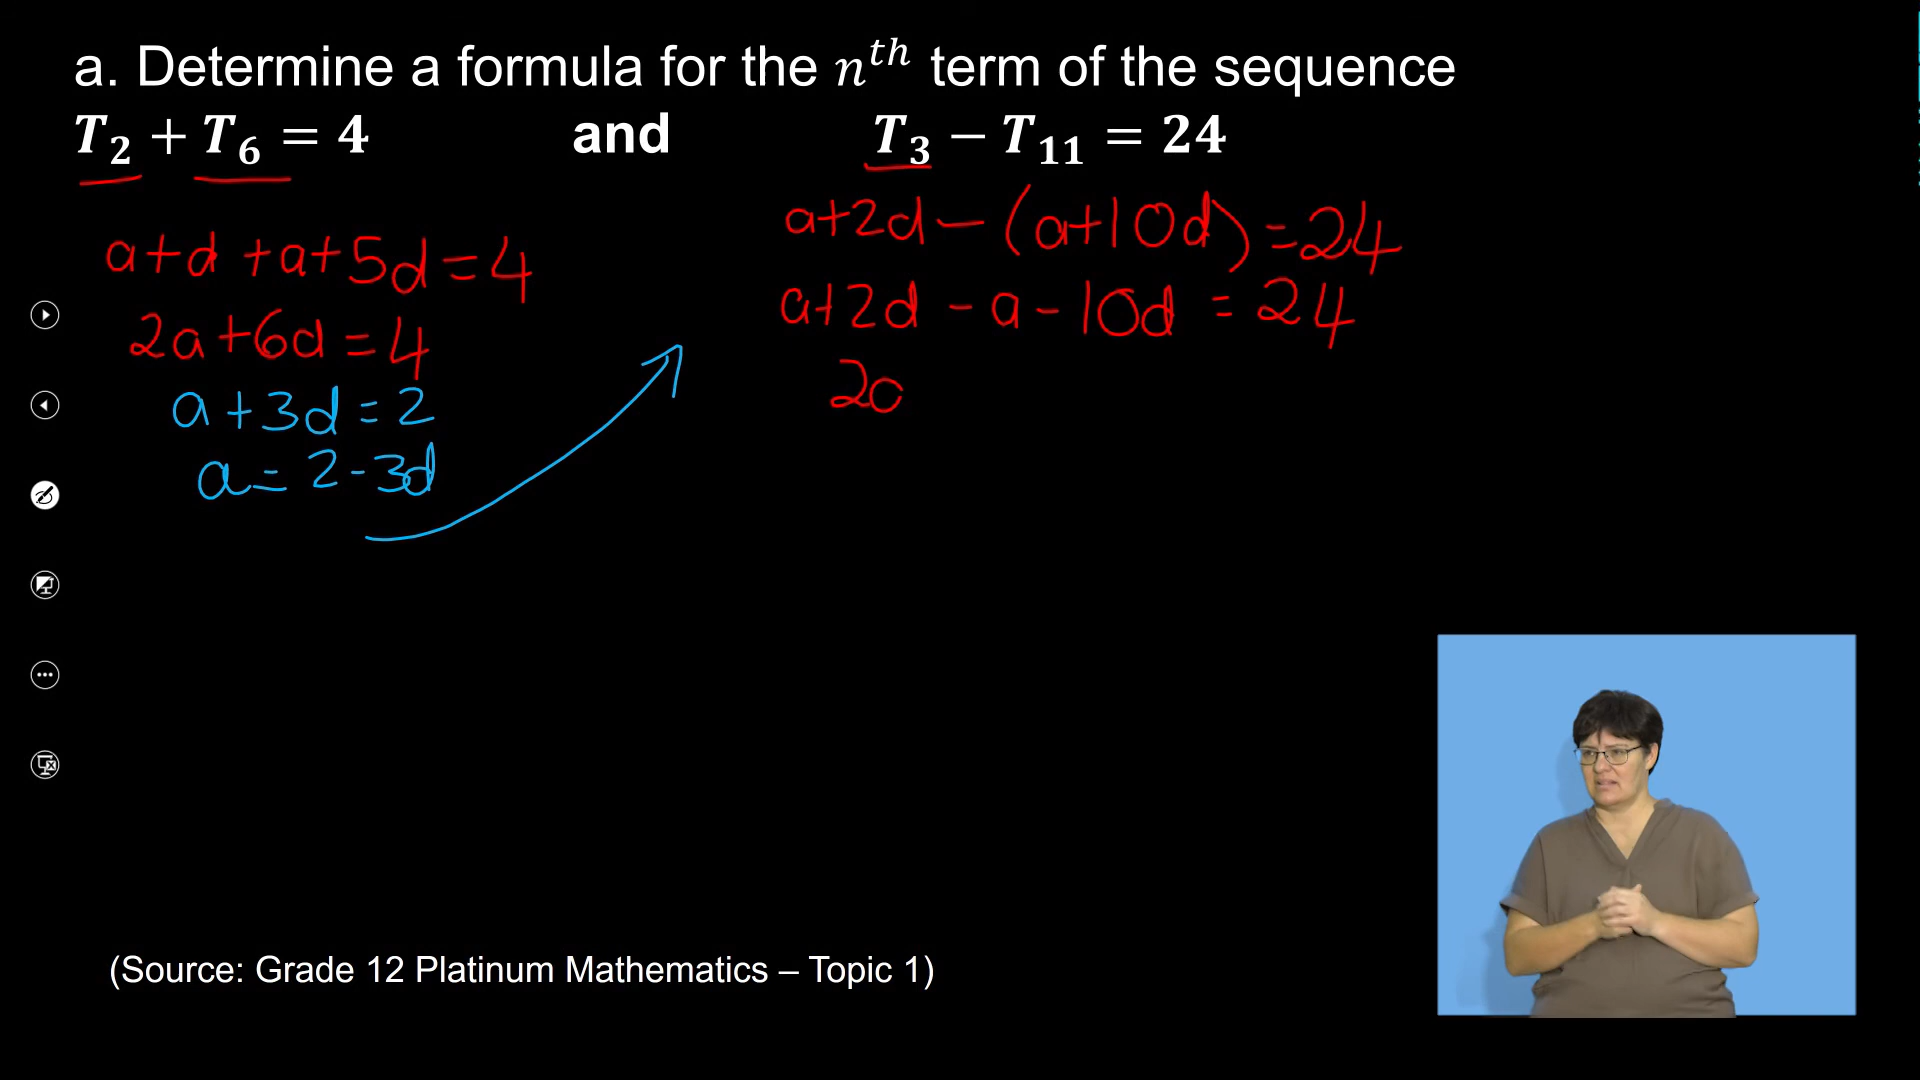 a. Determine a formula for the nᵗʰ term of the sequence
T₂ + T₆ = 4 and T₃ − T₁₁ = 24
a+d +a+5d=4
2a+6d=4
a+3d=2
a=2-3d
a+2d-(a+10d)=24
a+2d-a-10d=24
2a
(Source: Grade 12 Platinum Mathematics – Topic 1)